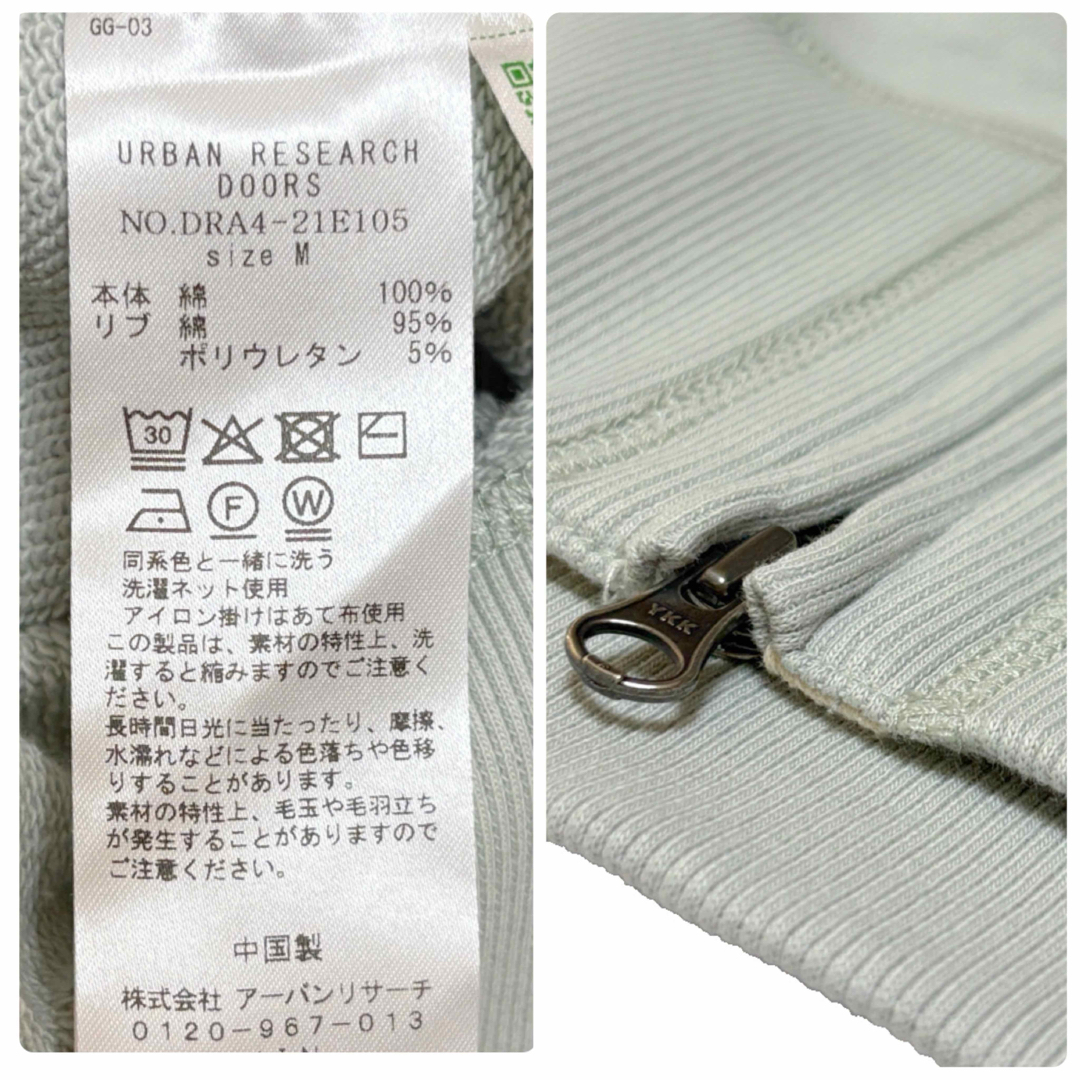 GG-03
URBAN RESEARCH
DOORS
NO.DRA4-21E105
size M
本体 綿 100%
リブ 綿 95%
ポリウレタン 5%
30
F W
同系色と一緒に洗う
洗濯ネット使用
アイロン掛けはあて布使用
この製品は、素材の特性上、洗
濯すると縮みますのでご注意く
ださい。
長時間日光に当たったり、摩擦、
水濡れなどによる色落ちや色移
りすることがあります。
素材の特性上、毛玉や毛羽立ち
が発生することがありますので
ご注意ください。
中国製
株式会社 アーバンリサーチ
0120-967-013
YKK